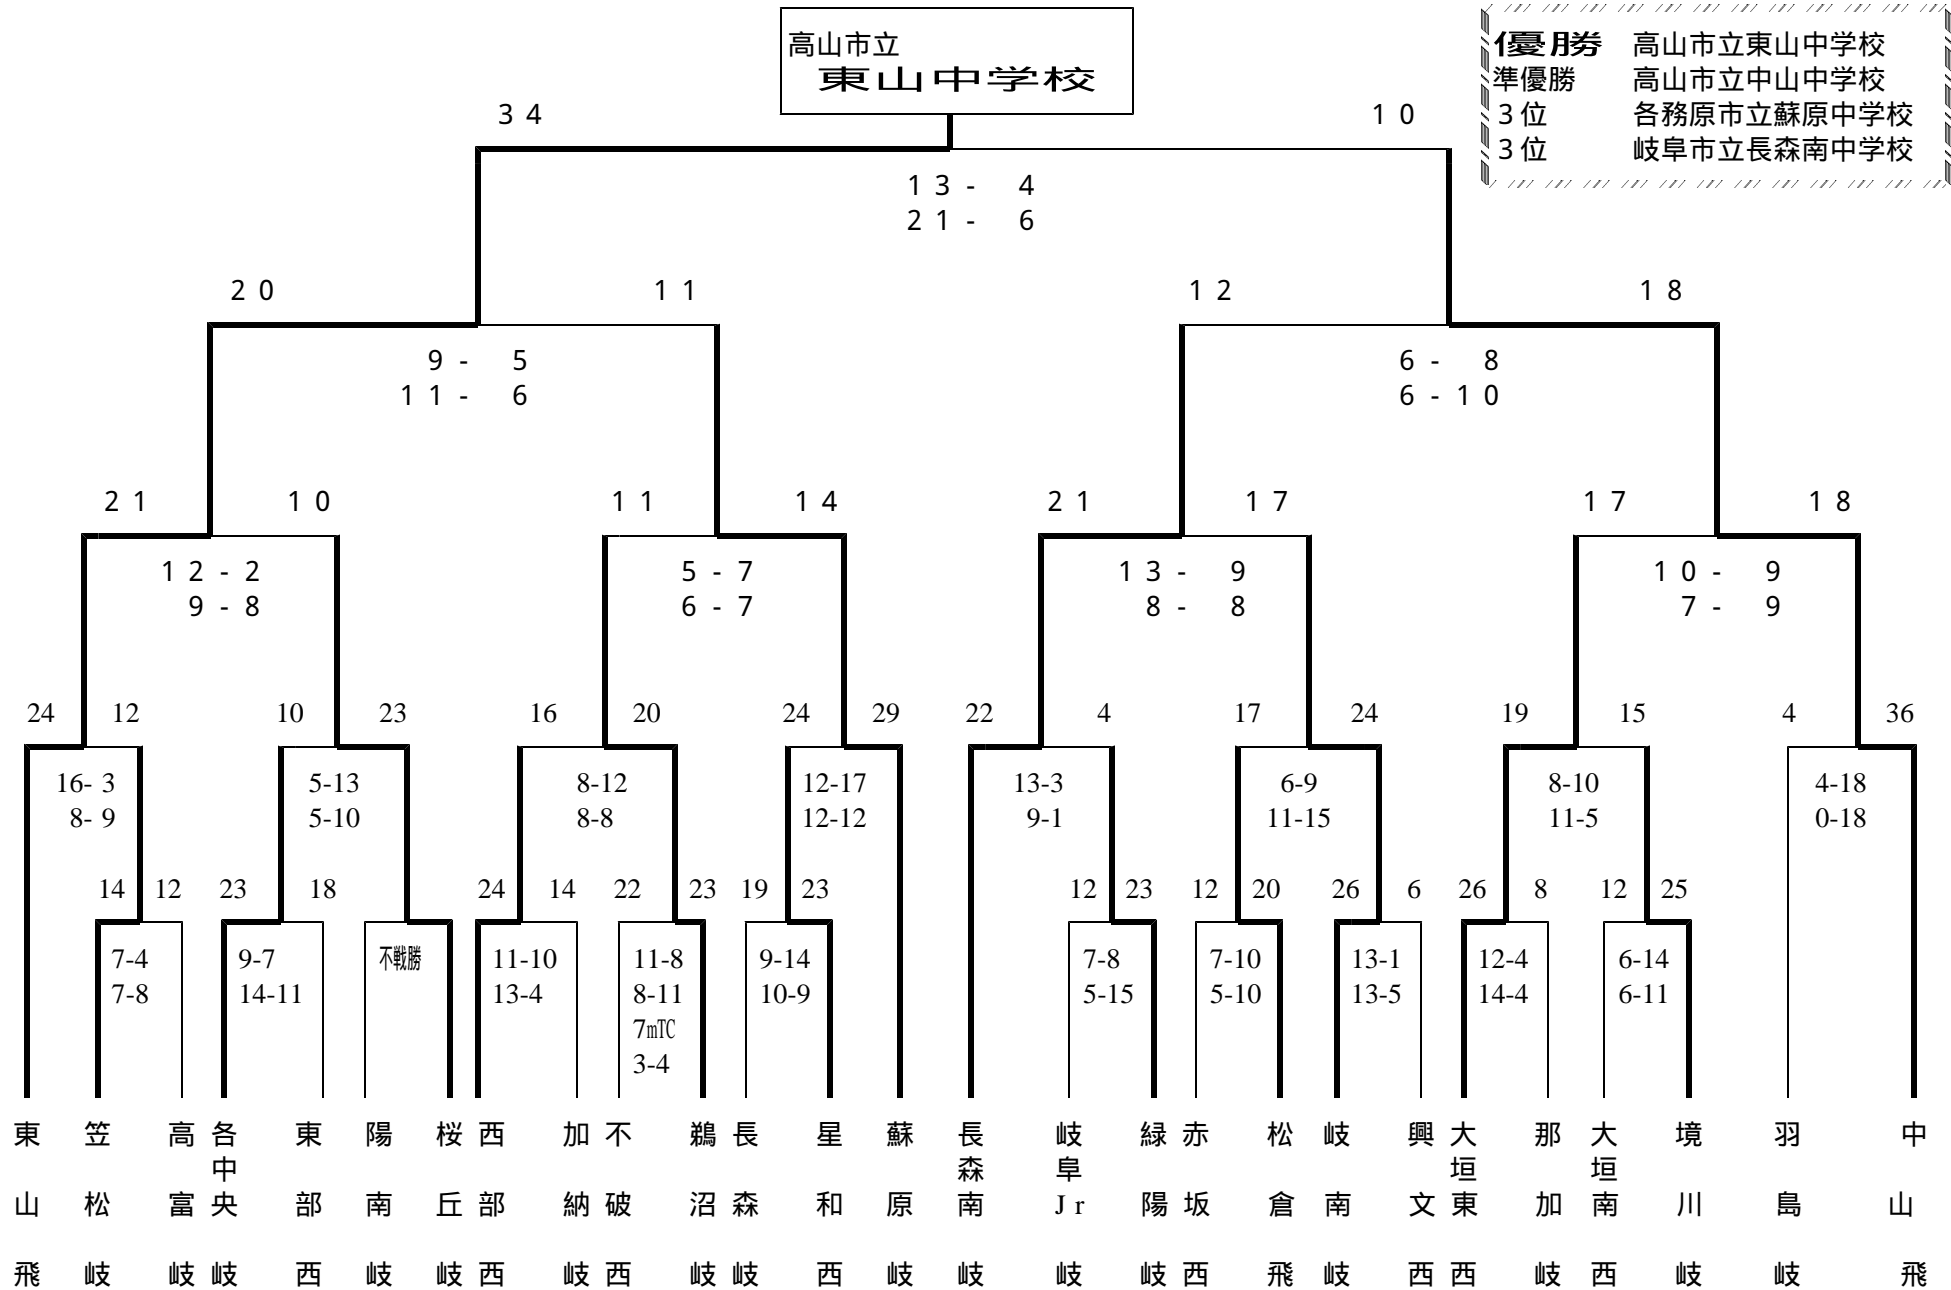 高山市立
東山中学校
優勝 高山市立東山中学校
準優勝 高山市立中山中学校
3位 各務原市立蘇原中学校
3位 岐阜市立長森南中学校
34 10
13- 4
21- 6
20 11 12 18
9- 5 6- 8
11- 6 6-10
21 10 11 14 21 17 17 18
12-2 5-7 13- 9 10- 9
9-8 6-7 8- 8 7- 9
24 12 10 23 16 20 24 29 22 4 17 24 19 15 4 36
16- 3 5-13 8-12 12-17 13-3 6-9 8-10 4-18
8- 9 5-10 8-8 12-12 9-1 11-15 11-5 0-18
14 12 23 18 24 14 22 23 19 23 12 23 12 20 26 6 26 8 12 25
7-4 9-7 不戦勝 11-10 11-8 9-14 7-8 7-10 13-1 12-4 6-14
7-8 14-11 13-4 8-11 10-9 5-15 5-10 13-5 14-4 6-11
7mTC
3-4
東山 飛
笠松 岐
高富 岐
各中央 岐
東部 西
陽南 岐
桜丘 岐
西部 西
加納 岐
不破 西
鵜沼 岐
長森 岐
星和 西
蘇原 岐
長森南 岐
岐阜Jr 岐
緑陽 岐
赤坂 西
松倉 飛
岐南 岐
興文 西
大垣東 西
那加 岐
大垣南 西
境川 岐
羽島 岐
中山 飛